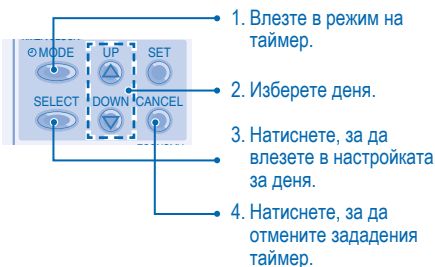 1. Влезте в режим на
таймер.
MODE UP SET
2. Изберете деня.
SELECT DOWN CANCEL
3. Натиснете, за да
влезете в настройката
за деня.
4. Натиснете, за да
отмените зададения
таймер.